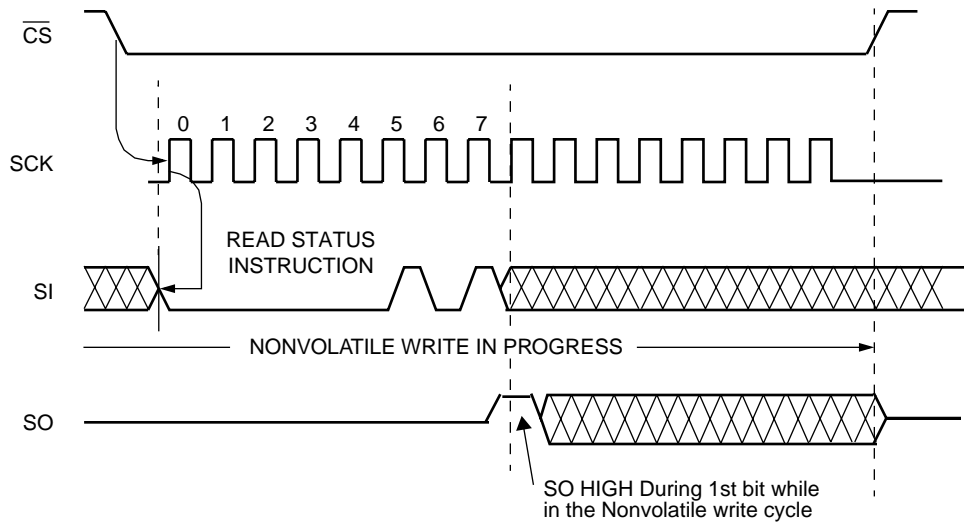 CS
0 1 2 3 4 5 6 7
SCK
READ STATUS
INSTRUCTION
SI
NONVOLATILE WRITE IN PROGRESS
SO
SO HIGH During 1st bit while
in the Nonvolatile write cycle